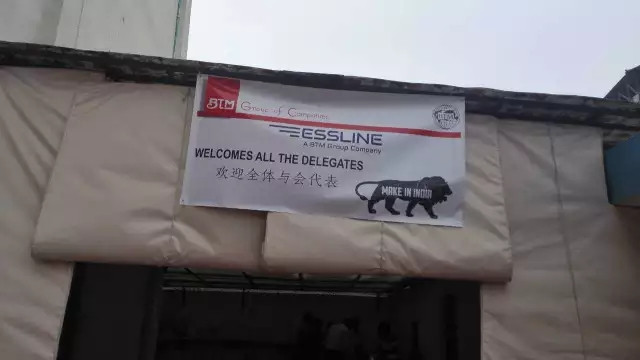 BTM Group of Companies
ESSLINE
A BTM Group Company
WELCOMES ALL THE DELEGATES
欢迎全体与会代表
MAKE IN INDIA